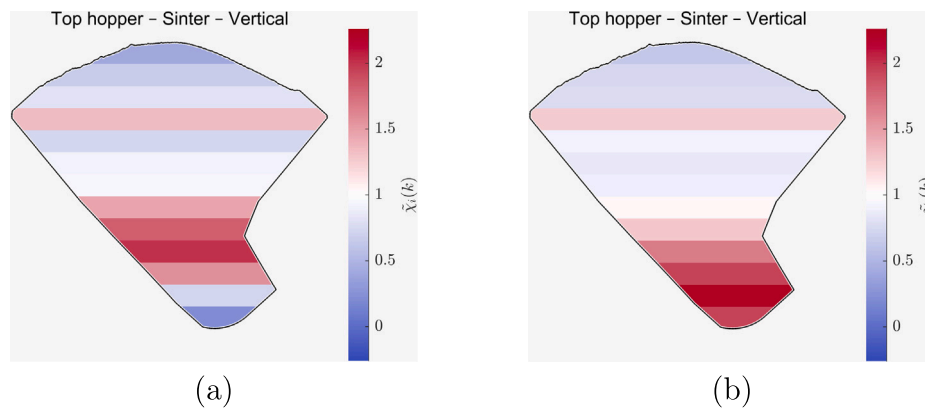 Top hopper – Sinter – Vertical
2
1.5
1
0.5
0
χ̃ᵢ(k)
(a)
Top hopper – Sinter – Vertical
2
1.5
1
0.5
0
(b)